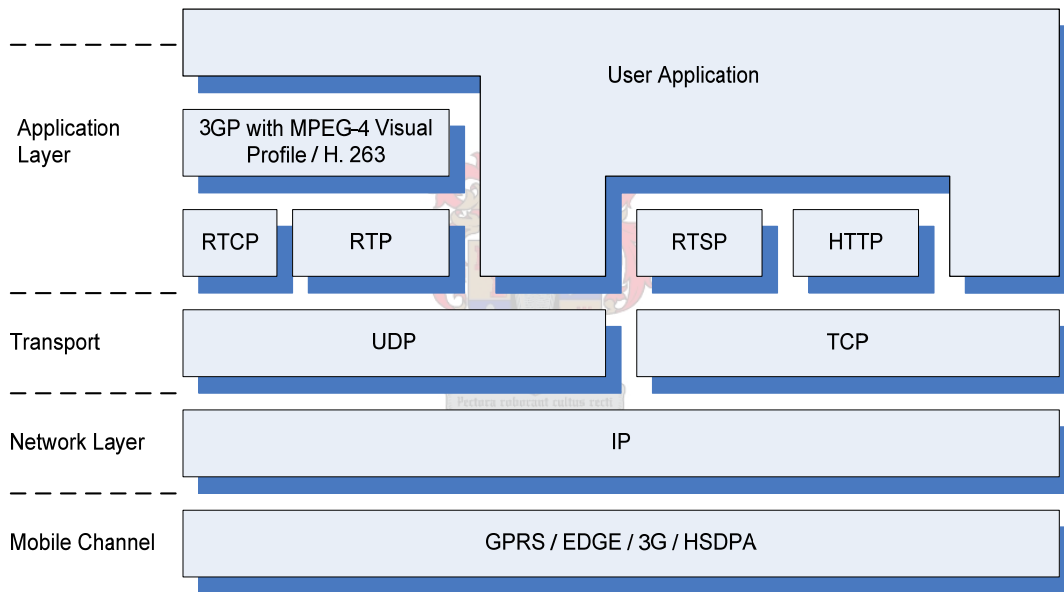 User Application
Application
Layer
3GP with MPEG-4 Visual
Profile / H. 263
RTCP
RTP
RTSP
HTTP
Transport
UDP
TCP
Pectora roborant cultus recti
Network Layer
IP
Mobile Channel
GPRS / EDGE / 3G / HSDPA